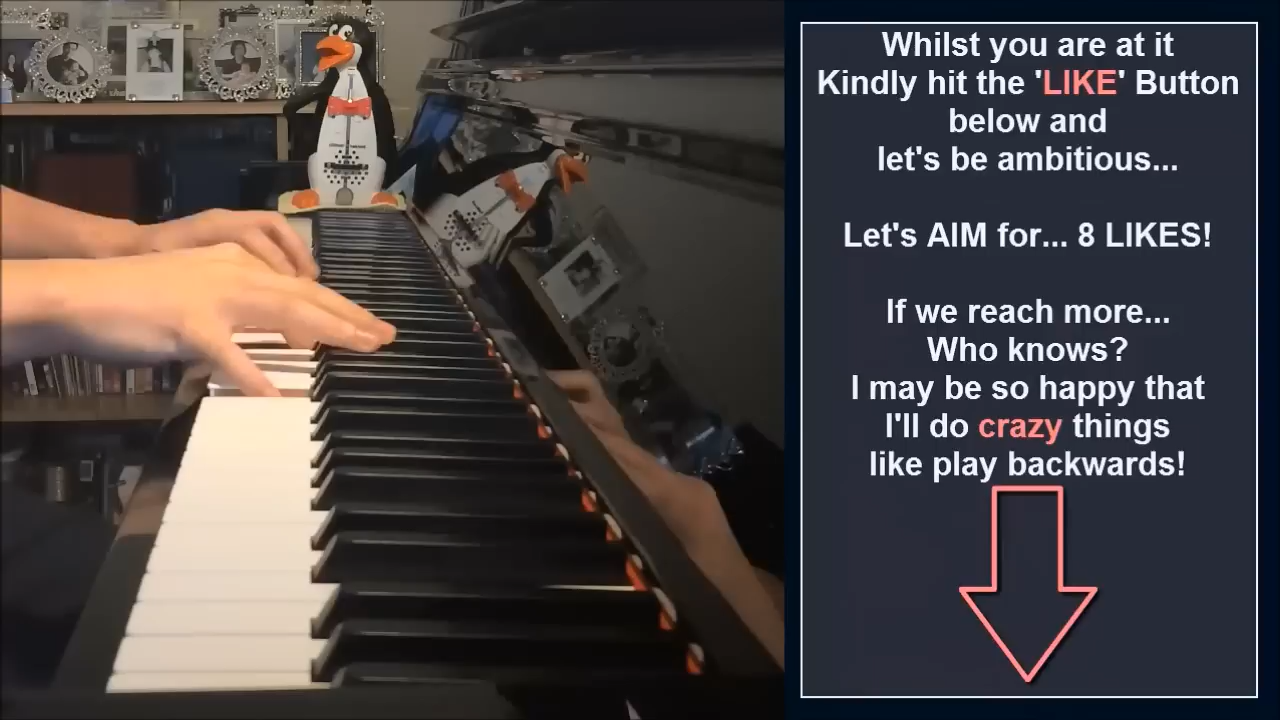 Whilst you are at it
Kindly hit the 'LIKE' Button
below and
let's be ambitious...
Let's AIM for... 8 LIKES!
If we reach more...
Who knows?
I may be so happy that
I'll do crazy things
like play backwards!